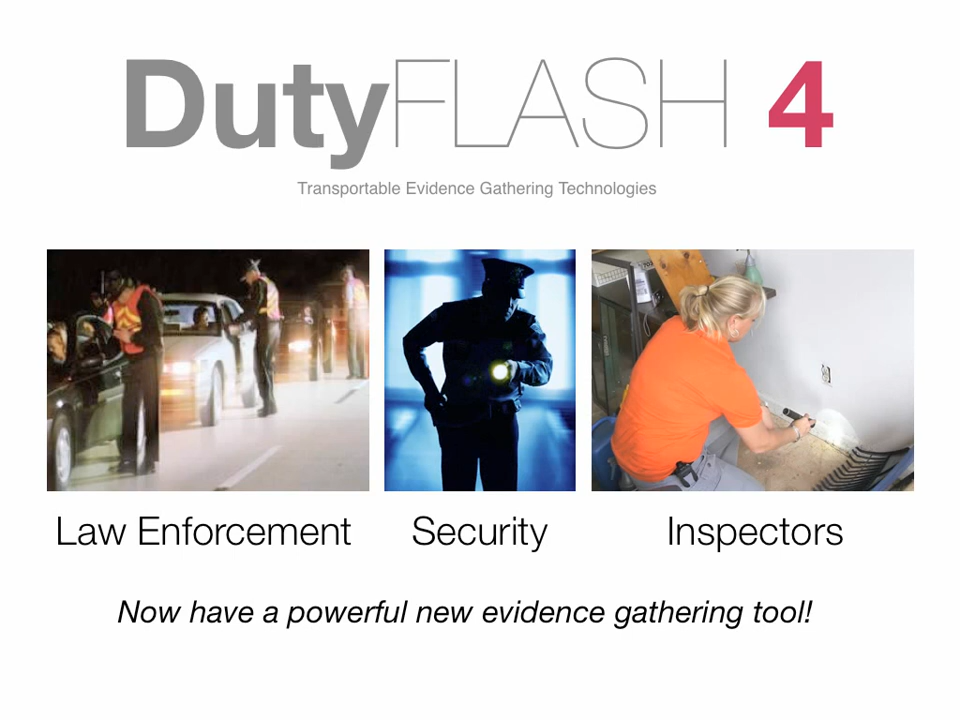 DutyFLASH 4
Transportable Evidence Gathering Technologies
Law Enforcement Security Inspectors
Now have a powerful new evidence gathering tool!